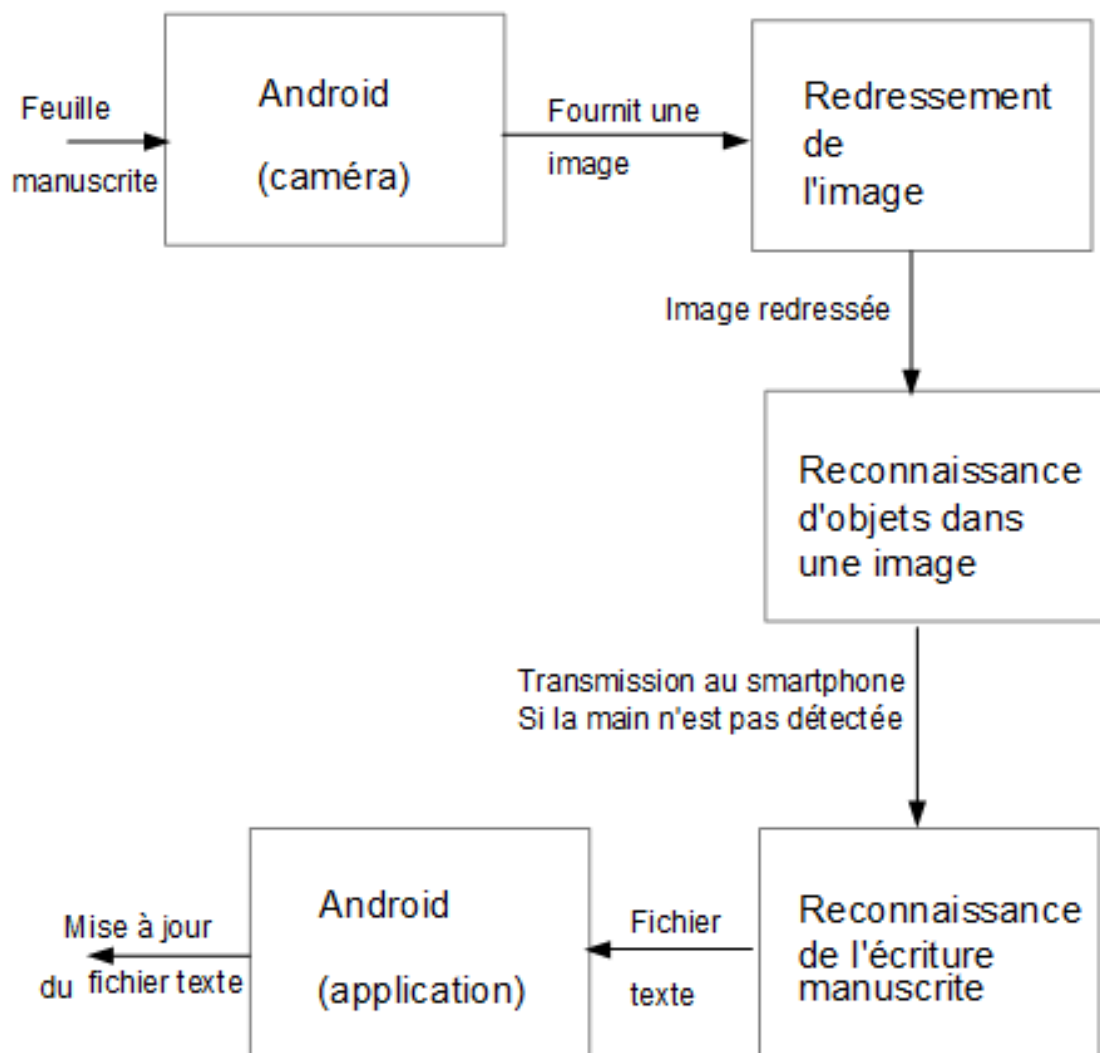 Feuille
manuscrite
Android
(caméra)
Fournit une
image
Redressement
de
l'image
Image redressée
Reconnaissance
d'objets dans
une image
Transmission au smartphone
Si la main n'est pas détectée
Reconnaissance
de l'écriture
manuscrite
Fichier
texte
Android
(application)
Mise à jour
du fichier texte